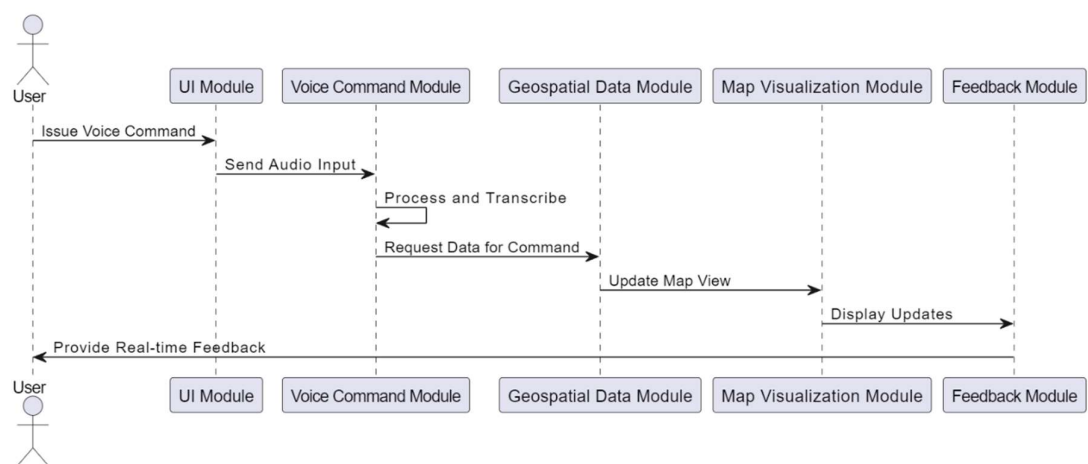 User
UI Module
Voice Command Module
Geospatial Data Module
Map Visualization Module
Feedback Module
Issue Voice Command
Send Audio Input
Process and Transcribe
Request Data for Command
Update Map View
Display Updates
Provide Real-time Feedback
User
UI Module
Voice Command Module
Geospatial Data Module
Map Visualization Module
Feedback Module